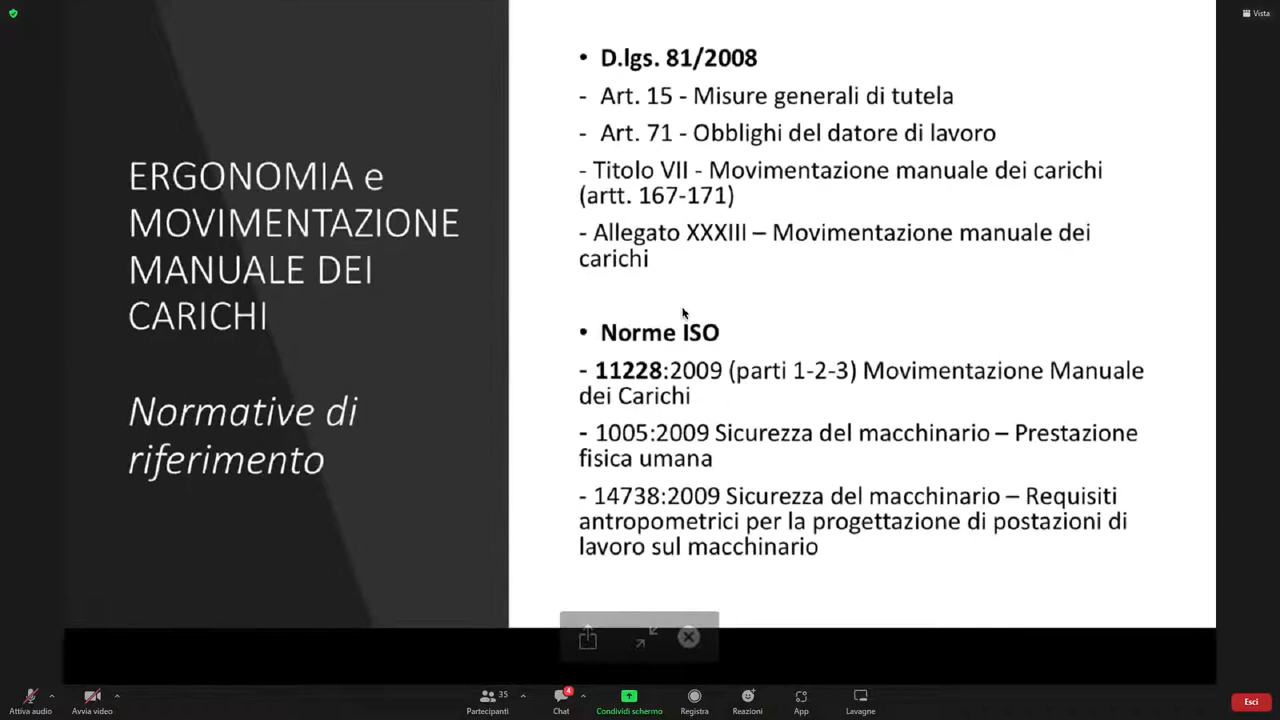 Vista
ERGONOMIA e
MOVIMENTAZIONE
MANUALE DEI
CARICHI
Normative di
riferimento
• D.lgs. 81/2008
- Art. 15 - Misure generali di tutela
- Art. 71 - Obblighi del datore di lavoro
- Titolo VII - Movimentazione manuale dei carichi
(artt. 167-171)
- Allegato XXXIII – Movimentazione manuale dei
carichi
• Norme ISO
- 11228:2009 (parti 1-2-3) Movimentazione Manuale
dei Carichi
- 1005:2009 Sicurezza del macchinario – Prestazione
fisica umana
- 14738:2009 Sicurezza del macchinario – Requisiti
antropometrici per la progettazione di postazioni di
lavoro sul macchinario
Attiva audio
Avvia video
35
Partecipanti
4
Chat
Condividi schermo
Registra
Reazioni
App
Lavagne
Esci